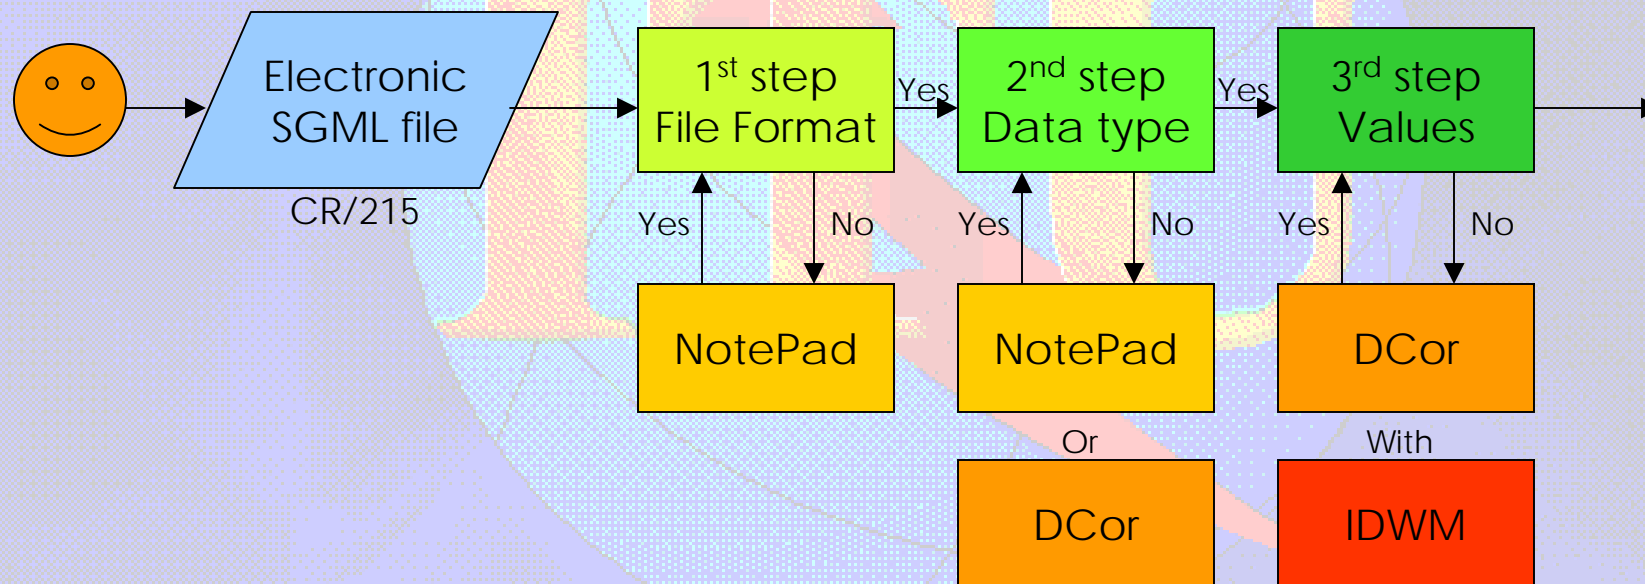 Electronic
SGML file
CR/215
1st step
File Format
Yes
2nd step
Data type
Yes
3rd step
Values
Yes
No
Yes
No
Yes
No
NotePad
NotePad
DCor
Or
With
DCor
IDWM